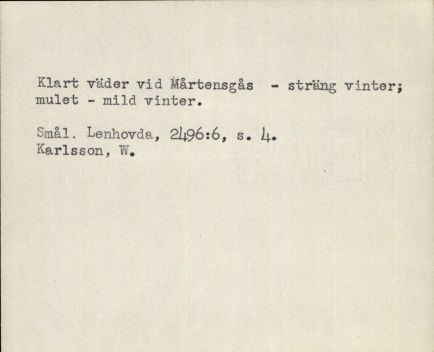 Klart väder vid Mårtensgås - sträng vinter;
mulet - mild vinter.
Smål. Lenhovda, 2496:6, s. 4.
Karlsson, W.